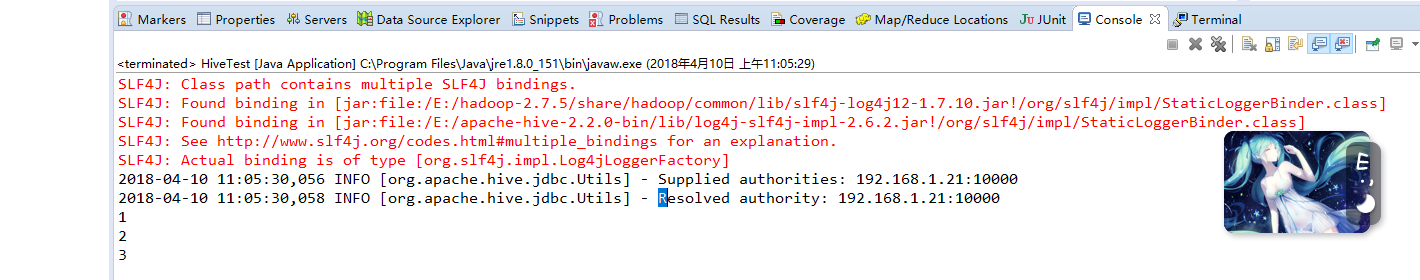 Markers Properties Servers Data Source Explorer Snippets Problems SQL Results Coverage Map/Reduce Locations JUnit Console Terminal
<terminated> HiveTest [Java Application] C:\Program Files\Java\jre1.8.0_151\bin\javaw.exe (2018年4月10日 上午11:05:29)
SLF4J: Class path contains multiple SLF4J bindings.
SLF4J: Found binding in [jar:file:/E:/hadoop-2.7.5/share/hadoop/common/lib/slf4j-log4j12-1.7.10.jar!/org/slf4j/impl/StaticLoggerBinder.class]
SLF4J: Found binding in [jar:file:/E:/apache-hive-2.2.0-bin/lib/log4j-slf4j-impl-2.6.2.jar!/org/slf4j/impl/StaticLoggerBinder.class]
SLF4J: See http://www.slf4j.org/codes.html#multiple_bindings for an explanation.
SLF4J: Actual binding is of type [org.slf4j.impl.Log4jLoggerFactory]
2018-04-10 11:05:30,056 INFO [org.apache.hive.jdbc.Utils] - Supplied authorities: 192.168.1.21:10000
2018-04-10 11:05:30,058 INFO [org.apache.hive.jdbc.Utils] - Resolved authority: 192.168.1.21:10000
1
2
3